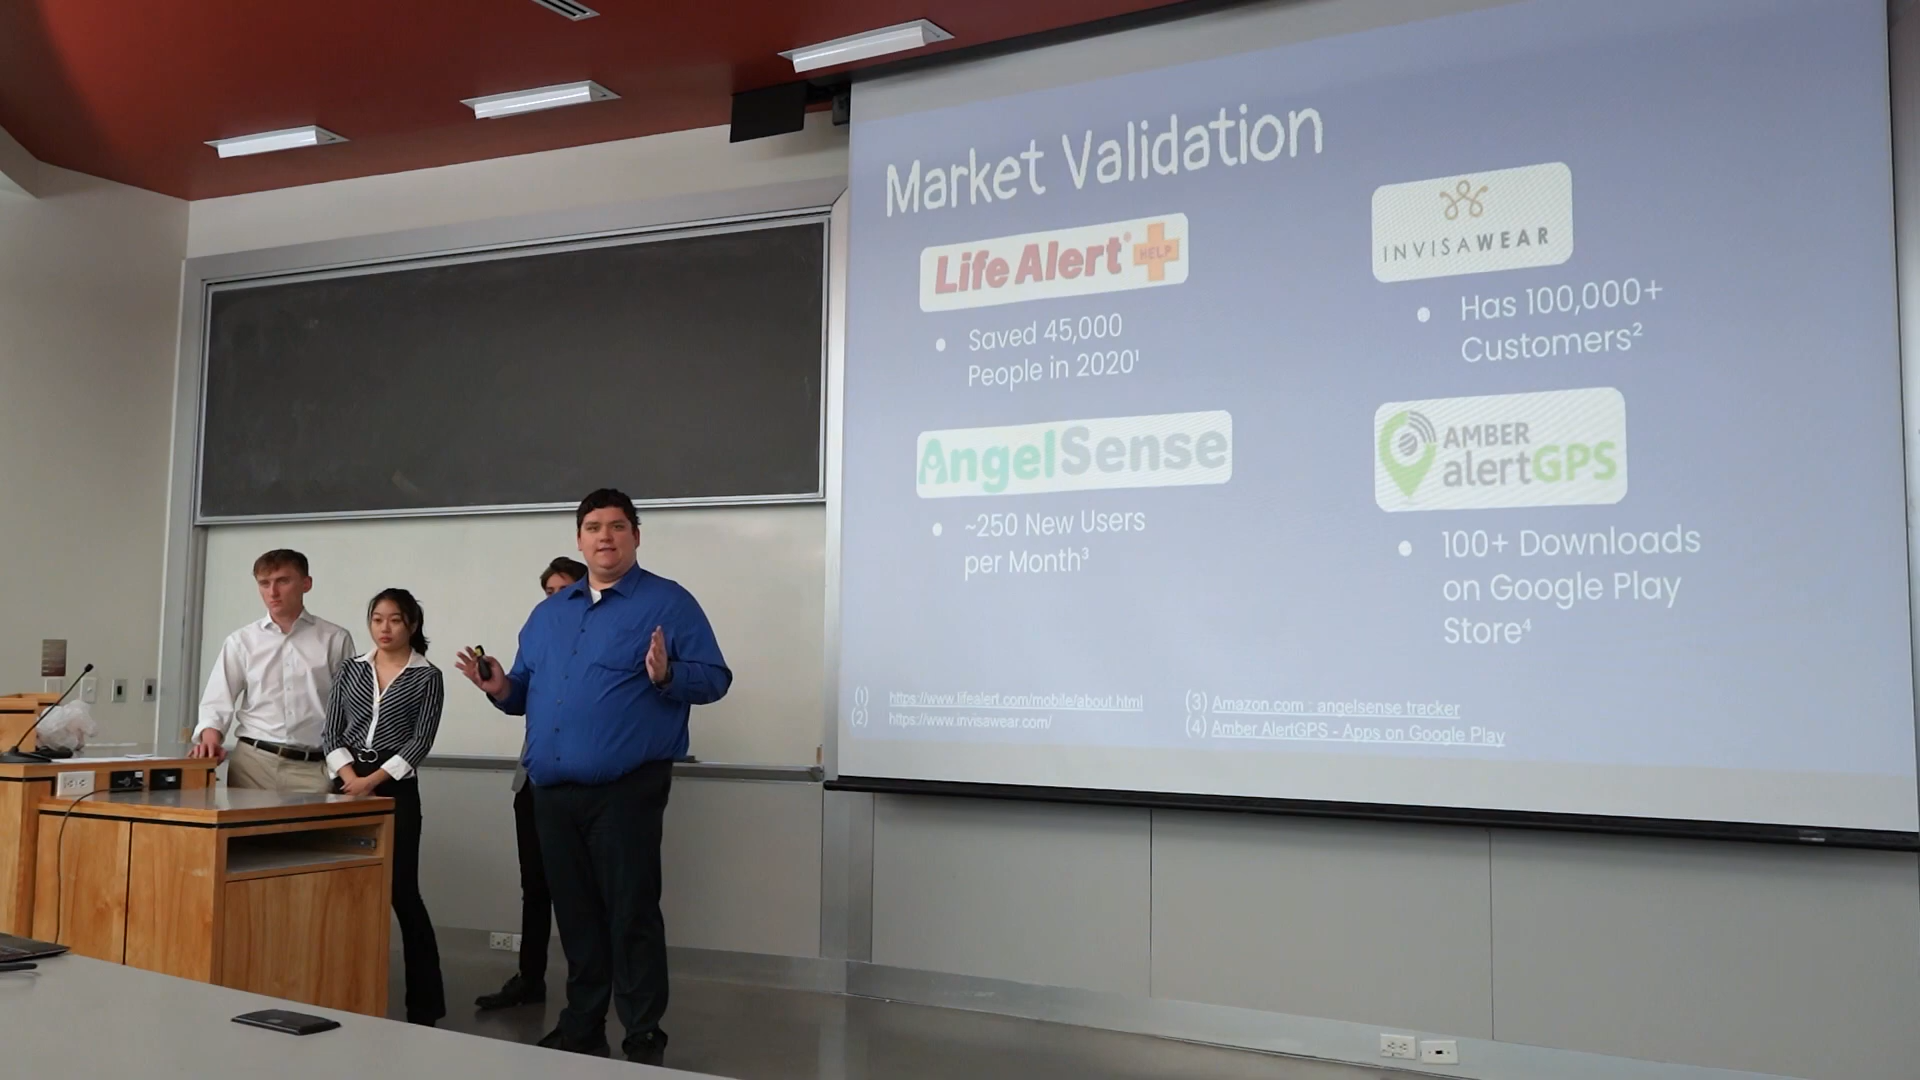 Market Validation
Life Alert® HELP
• Saved 45,000
People in 2020¹
INVISAWEAR
• Has 100,000+
Customers²
AngelSense
• ~250 New Users
per Month³
AMBER
alertGPS
• 100+ Downloads
on Google Play
Store⁴
(1) https://www.lifealert.com/mobile/about.html
(2) https://www.invisawear.com/
(3) Amazon.com : angelsense tracker
(4) Amber AlertGPS - Apps on Google Play